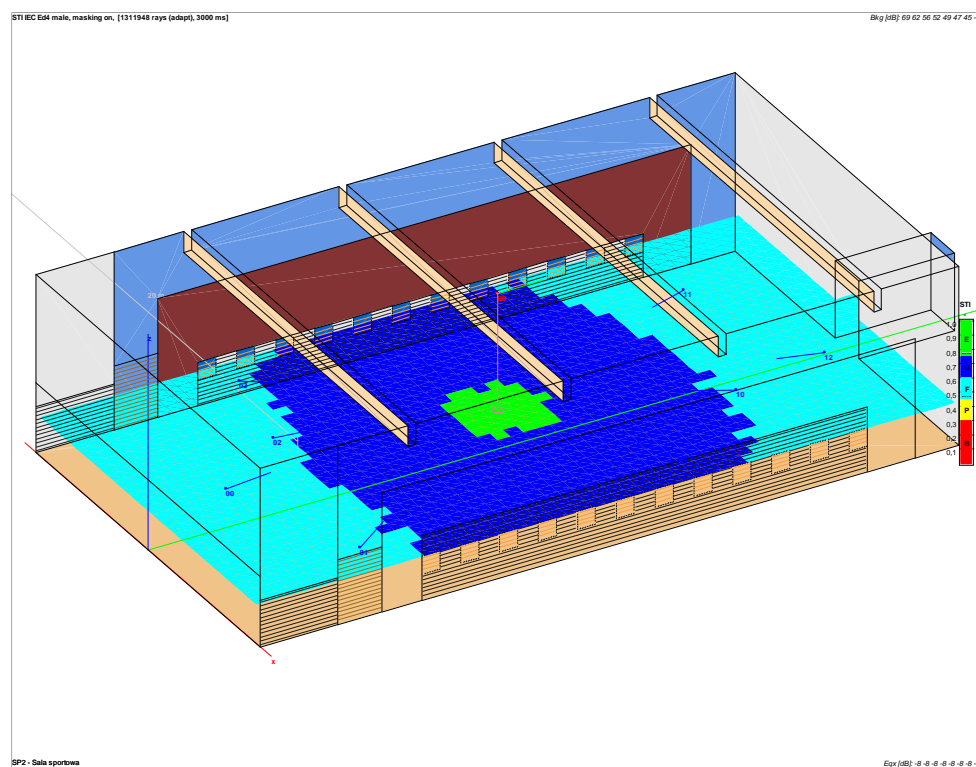 STI IEC Ed4 male, masking on, [1311948 rays (adapt), 3000 ms]
Bkg [dB]: 69 62 56 52 49 47 45 -
20
z
11
12
10
02
00
01
x
STI
0,9
0,8
0,7
0,6
0,5
0,4
0,3
0,2
0,1
E
F
P
SP2 - Sala sportowa
Eqx [dB]: -8 -8 -8 -8 -8 -8 -8 -